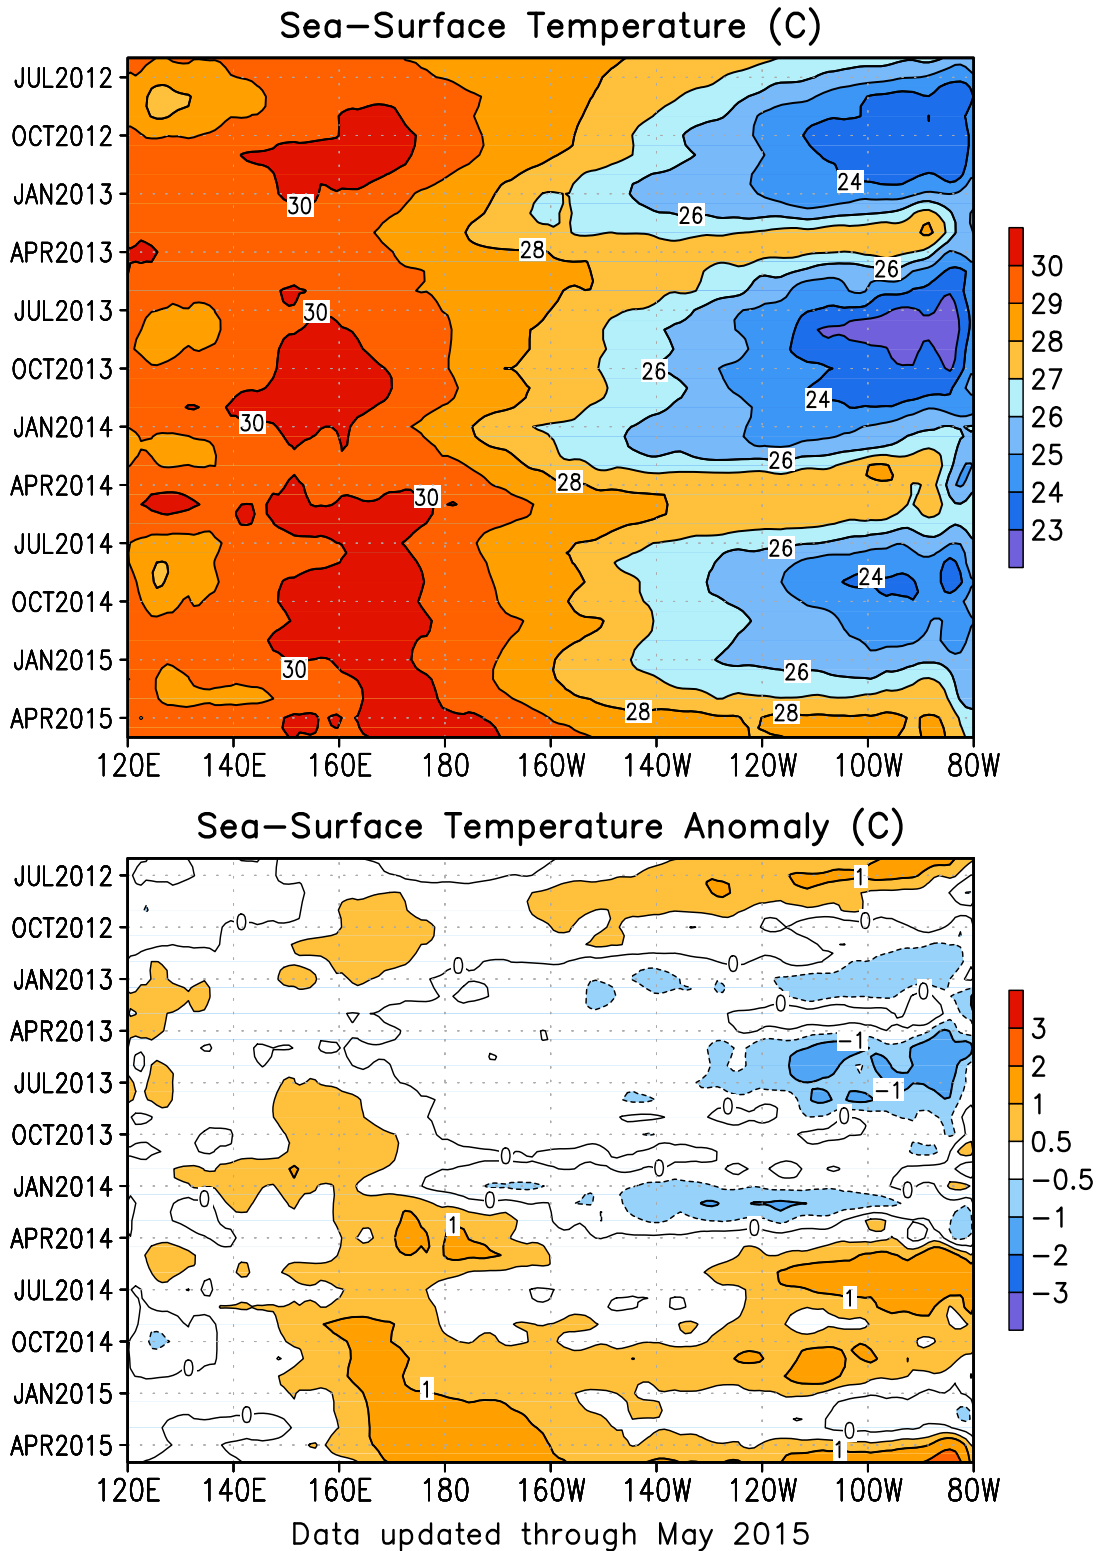 Sea-Surface Temperature (C)
JUL2012
OCT2012
JAN2013
APR2013
JUL2013
OCT2013
JAN2014
APR2014
JUL2014
OCT2014
JAN2015
APR2015
24
30
26
28
26
30
26
24
30
26
28
30
26
24
30
26
28
28
30
29
28
27
26
25
24
23
120E 140E 160E 180 160W 140W 120W 100W 80W
Sea-Surface Temperature Anomaly (C)
JUL2012
OCT2012
JAN2013
APR2013
JUL2013
OCT2013
JAN2014
APR2014
JUL2014
OCT2014
JAN2015
APR2015
1
0
0
0
0
0
0
-1
-1
0
0
0
0
0
0
0
1
0
1
0
1
0
0
1
3
2
1
0.5
-0.5
-1
-2
-3
120E 140E 160E 180 160W 140W 120W 100W 80W
Data updated through May 2015